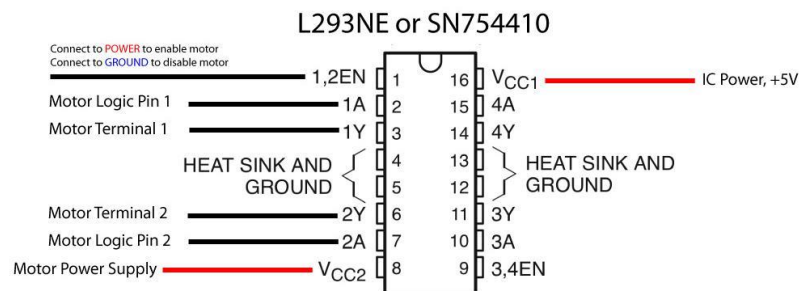 L293NE or SN754410
Connect to POWER to enable motor
Connect to GROUND to disable motor
1,2EN 1 16 VCC1 IC Power, +5V
Motor Logic Pin 1 1A 2 15 4A
Motor Terminal 1 1Y 3 14 4Y
HEAT SINK AND 4 13 HEAT SINK AND
GROUND 5 12 GROUND
Motor Terminal 2 2Y 6 11 3Y
Motor Logic Pin 2 2A 7 10 3A
Motor Power Supply VCC2 8 9 3,4EN